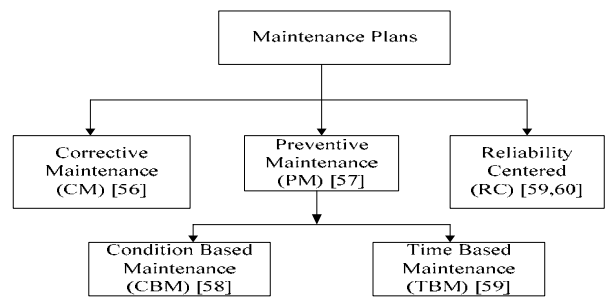 Maintenance Plans
Corrective
Maintenance
(CM) [56]
Preventive
Maintenance
(PM) [57]
Reliability
Centered
(RC) [59,60]
Condition Based
Maintenance
(CBM) [58]
Time Based
Maintenance
(TBM) [59]